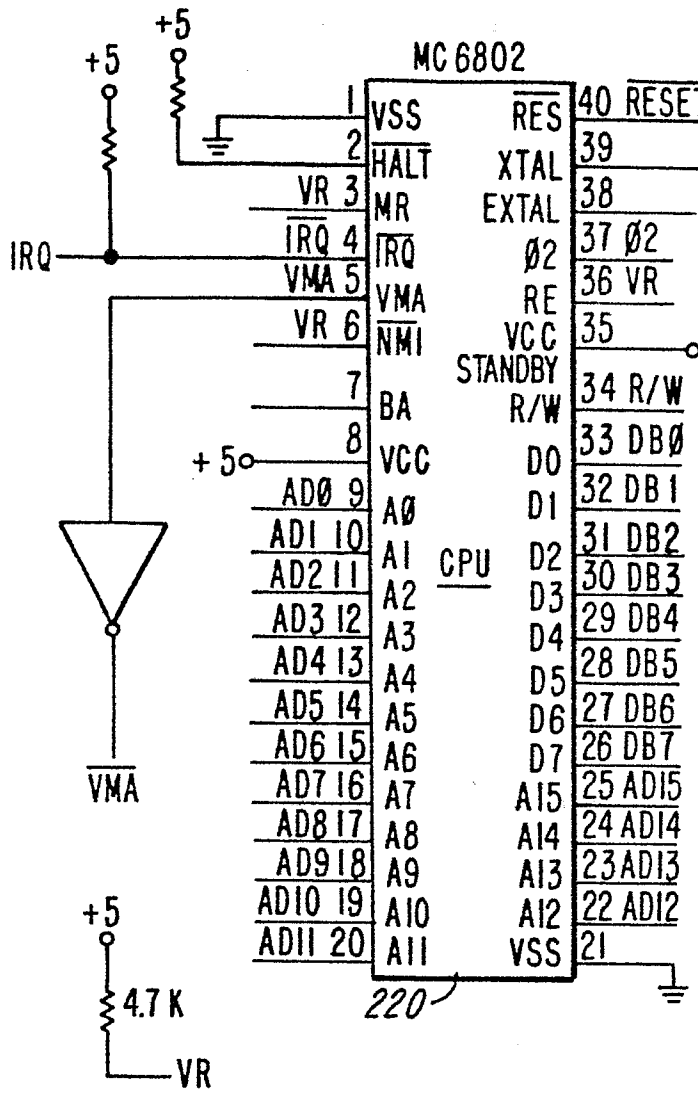 +5
+5
MC6802
1 VSS
2 HALT
VR 3 MR
IRQ
IRQ 4 IRQ
VMA 5 VMA
VR 6 NMI
7 BA
+5 8 VCC
AD0 9 A0
AD1 10 A1
AD2 11 A2
AD3 12 A3
AD4 13 A4
AD5 14 A5
AD6 15 A6
AD7 16 A7
AD8 17 A8
AD9 18 A9
AD10 19 A10
AD11 20 A11
CPU
RES 40 RESET
XTAL 39
EXTAL 38
Ø2 37 Ø2
RE 36 VR
VCC 35
STANDBY
R/W 34 R/W
D0 33 DBØ
D1 32 DB1
D2 31 DB2
D3 30 DB3
D4 29 DB4
D5 28 DB5
D6 27 DB6
D7 26 DB7
A15 25 AD15
A14 24 AD14
A13 23 AD13
A12 22 AD12
VSS 21
220
VMA
+5
4.7 K
VR